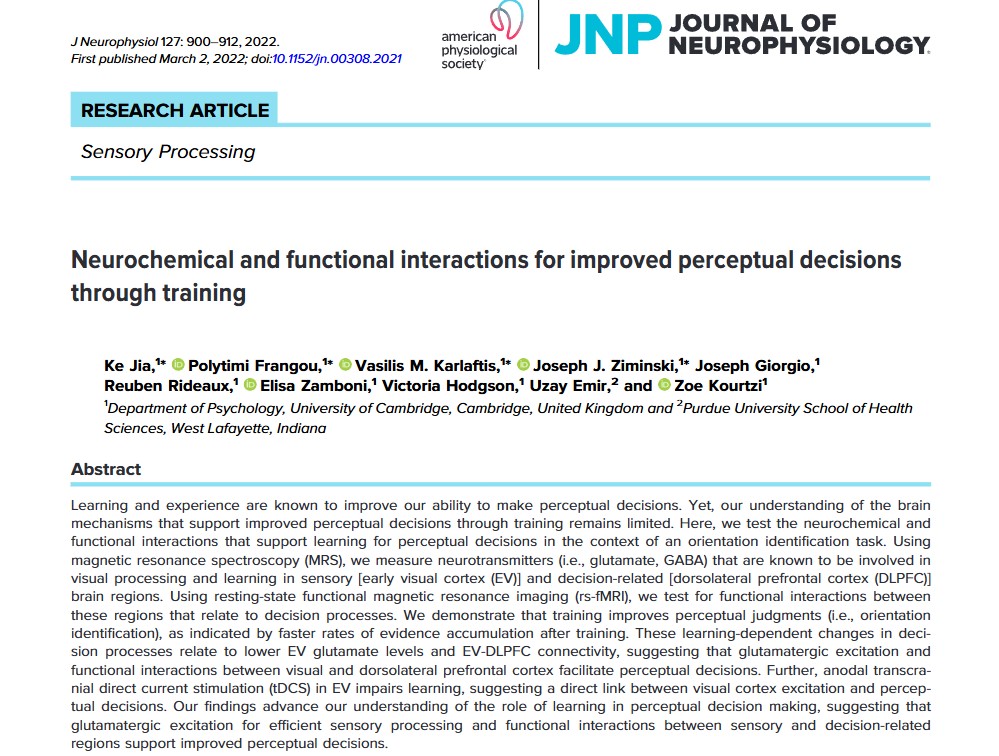 J Neurophysiol 127: 900–912, 2022.
First published March 2, 2022; doi:10.1152/jn.00308.2021
american
physiological
society
JNP JOURNAL OF
NEUROPHYSIOLOGY.
RESEARCH ARTICLE
Sensory Processing
Neurochemical and functional interactions for improved perceptual decisions
through training
Ke Jia,¹* Polytimi Frangou,¹* Vasilis M. Karlaftis,¹* Joseph J. Ziminski,¹* Joseph Giorgio,¹
Reuben Rideaux,¹ Elisa Zamboni,¹ Victoria Hodgson,¹ Uzay Emir,² and Zoe Kourtzi¹
¹Department of Psychology, University of Cambridge, Cambridge, United Kingdom and ²Purdue University School of Health
Sciences, West Lafayette, Indiana
Abstract
Learning and experience are known to improve our ability to make perceptual decisions. Yet, our understanding of the brain
mechanisms that support improved perceptual decisions through training remains limited. Here, we test the neurochemical and
functional interactions that support learning for perceptual decisions in the context of an orientation identification task. Using
magnetic resonance spectroscopy (MRS), we measure neurotransmitters (i.e., glutamate, GABA) that are known to be involved in
visual processing and learning in sensory [early visual cortex (EV)] and decision-related [dorsolateral prefrontal cortex (DLPFC)]
brain regions. Using resting-state functional magnetic resonance imaging (rs-fMRI), we test for functional interactions between
these regions that relate to decision processes. We demonstrate that training improves perceptual judgments (i.e., orientation
identification), as indicated by faster rates of evidence accumulation after training. These learning-dependent changes in deci-
sion processes relate to lower EV glutamate levels and EV-DLPFC connectivity, suggesting that glutamatergic excitation and
functional interactions between visual and dorsolateral prefrontal cortex facilitate perceptual decisions. Further, anodal transcra-
nial direct current stimulation (tDCS) in EV impairs learning, suggesting a direct link between visual cortex excitation and percep-
tual decisions. Our findings advance our understanding of the role of learning in perceptual decision making, suggesting that
glutamatergic excitation for efficient sensory processing and functional interactions between sensory and decision-related
regions support improved perceptual decisions.